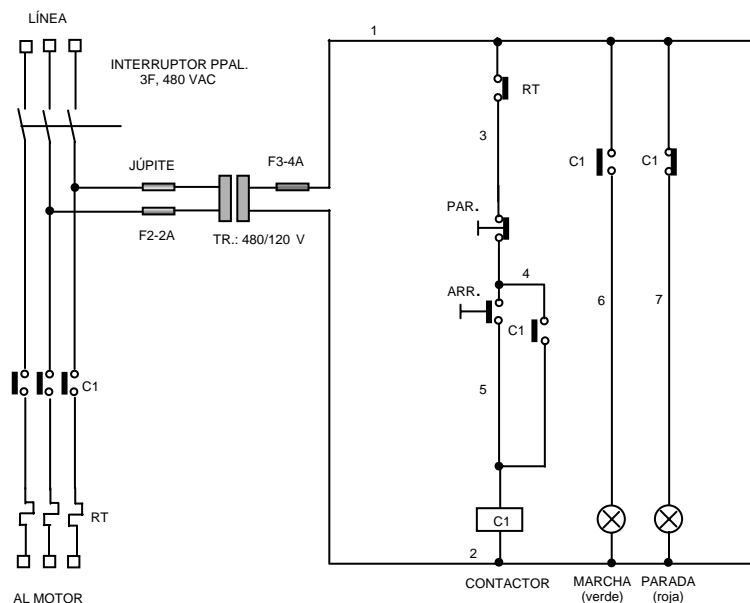 LÍNEA
1
INTERRUPTOR PPAL.
3F, 480 VAC
RT
3
JÚPITE
F3-4A
C1
C1
PAR.
F2-2A
TR.: 480/120 V
4
ARR.
6
7
C1
C1
5
RT
C1
2
CONTACTOR
MARCHA
(verde)
PARADA
(roja)
AL MOTOR